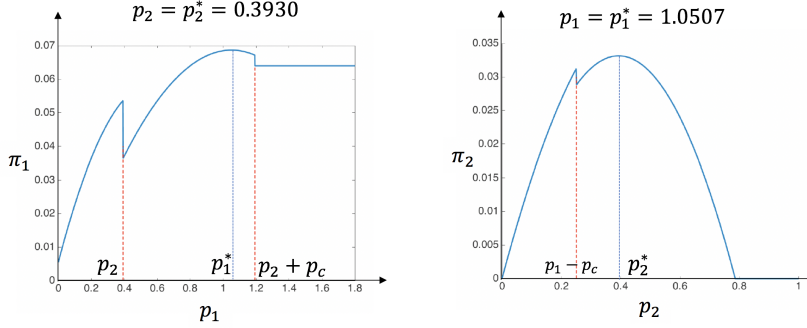 p₂ = p₂* = 0.3930
0.07
0.06
0.05
0.04
0.03
0.02
0.01
0
π₁
p₂
p₁*
p₂ + p_c
0 0.2 0.4 0.6 0.8 1.0 1.2 1.4 1.6 1.8
p₁
p₁ = p₁* = 1.0507
0.035
0.03
0.025
0.02
0.015
0.01
0.005
0
π₂
p₁ − p_c
p₂*
0 0.2 0.4 0.6 0.8 1
p₂